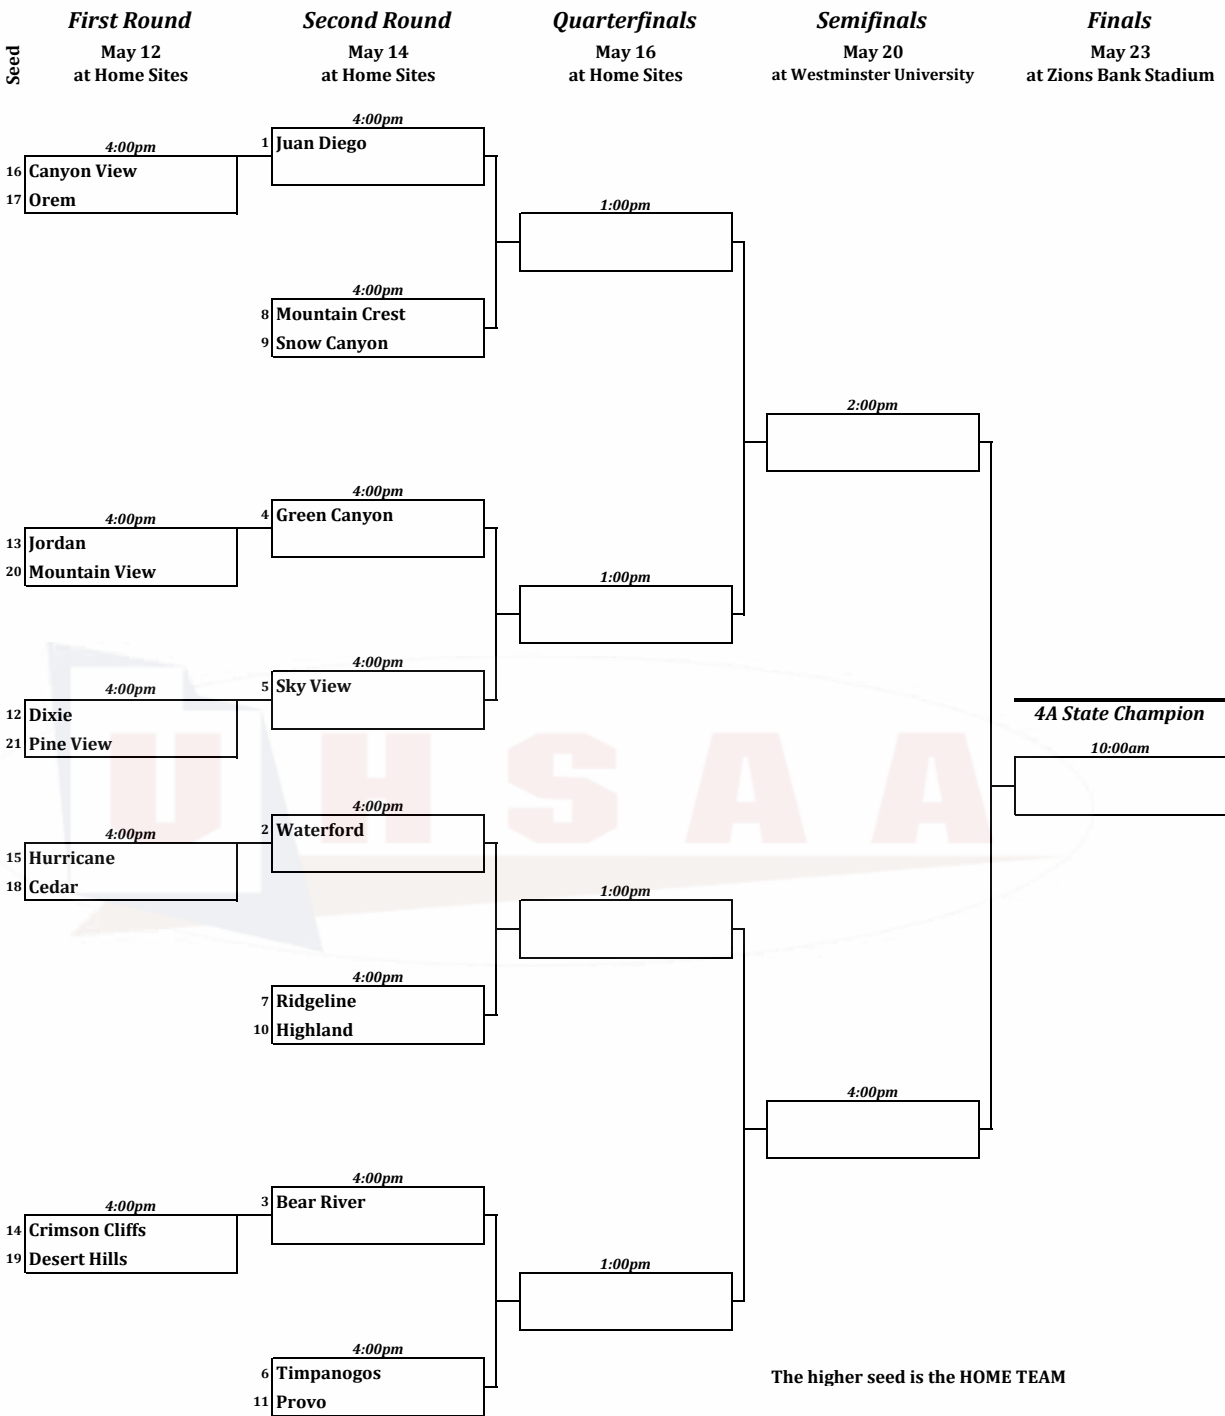 First Round
Second Round
Quarterfinals
Semifinals
Finals
Seed
May 12
at Home Sites
May 14
at Home Sites
May 16
at Home Sites
May 20
at Westminster University
May 23
at Zions Bank Stadium
4:00pm
1 Juan Diego
4:00pm
16 Canyon View
17 Orem
1:00pm
4:00pm
8 Mountain Crest
9 Snow Canyon
2:00pm
4:00pm
4 Green Canyon
4:00pm
13 Jordan
20 Mountain View
1:00pm
4:00pm
5 Sky View
4:00pm
12 Dixie
21 Pine View
4A State Champion
10:00am
UHSAA
4:00pm
2 Waterford
4:00pm
15 Hurricane
18 Cedar
1:00pm
4:00pm
7 Ridgeline
10 Highland
4:00pm
4:00pm
3 Bear River
4:00pm
14 Crimson Cliffs
19 Desert Hills
1:00pm
4:00pm
6 Timpanogos
11 Provo
The higher seed is the HOME TEAM